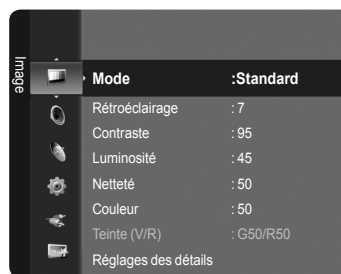 Image
Mode :Standard
Rétroéclairage : 7
Contraste : 95
Luminosité : 45
Netteté : 50
Couleur : 50
Teinte (V/R) : G50/R50
Réglages des détails